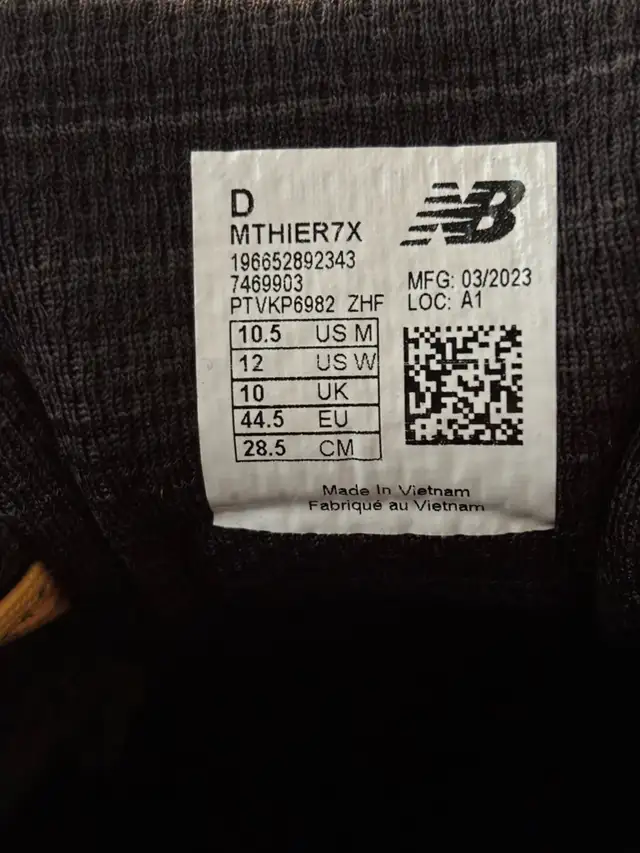 D
NB
MTHIER7X
196652892343
7469903
MFG: 03/2023
PTVKP6982 ZHF
LOC: A1
10.5 US M
12 US W
10 UK
44.5 EU
28.5 CM
Made In Vietnam
Fabriqué au Vietnam